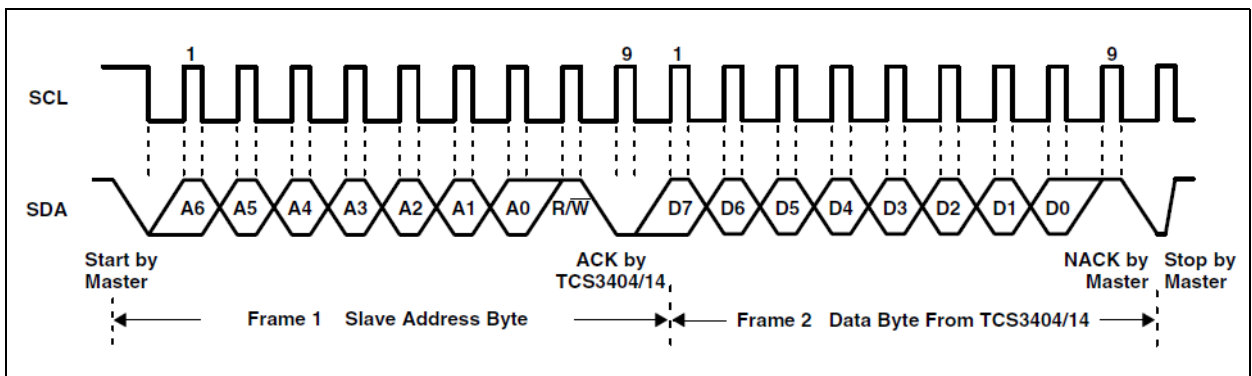 1 9 1 9
SCL
SDA A6 A5 A4 A3 A2 A1 A0 R/W̅ D7 D6 D5 D4 D3 D2 D1 D0
Start by
Master
ACK by
TCS3404/14
NACK by
Master
Stop by
Master
Frame 1 Slave Address Byte
Frame 2 Data Byte From TCS3404/14